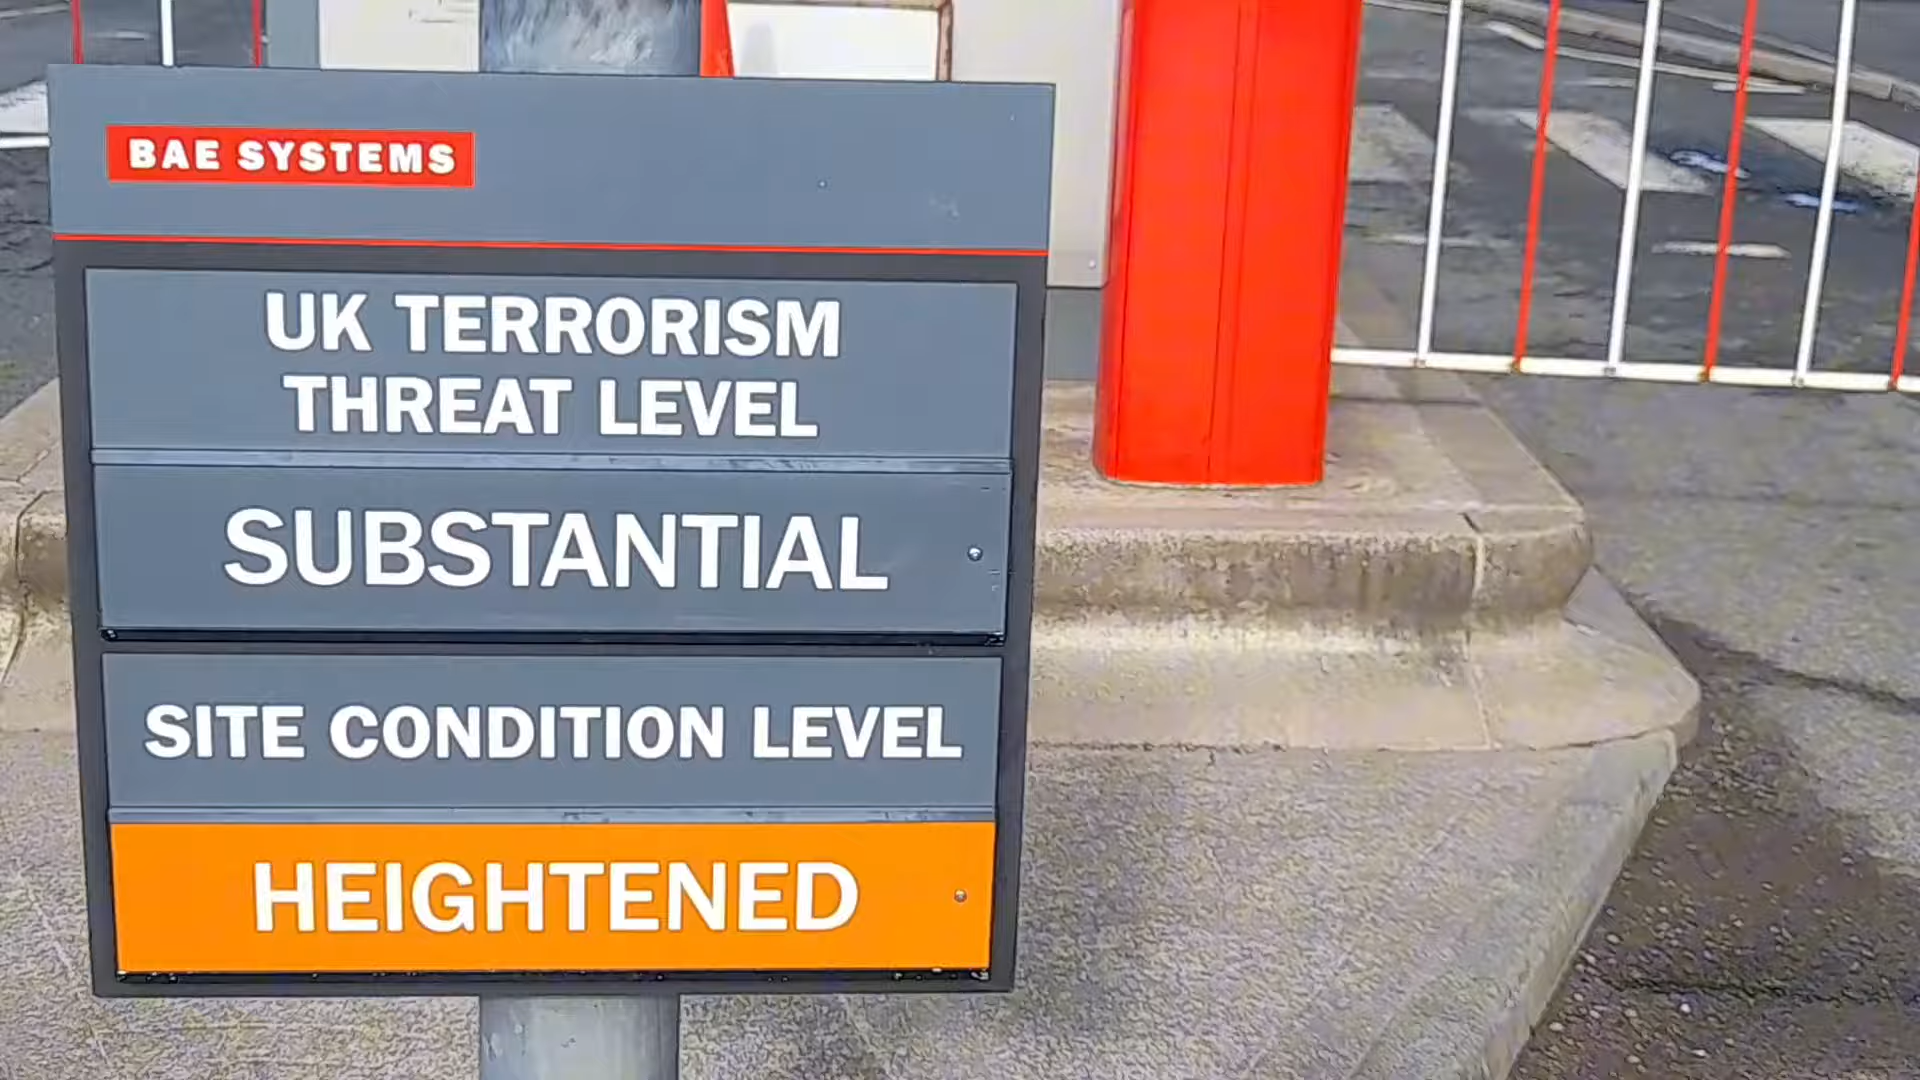 BAE SYSTEMS
UK TERRORISM
THREAT LEVEL
SUBSTANTIAL
SITE CONDITION LEVEL
HEIGHTENED